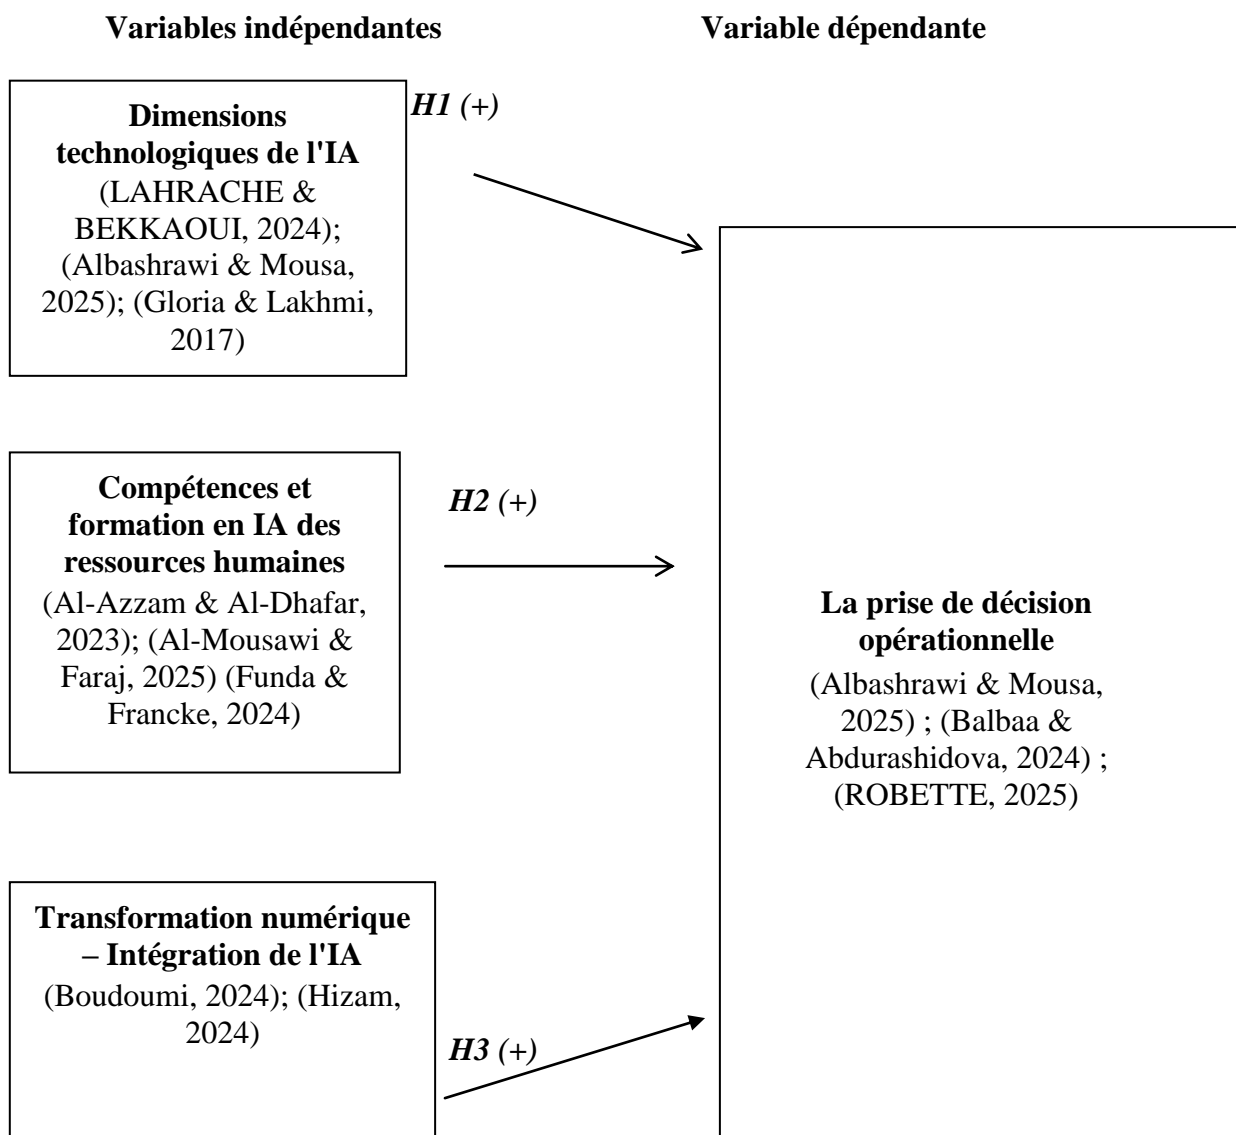 Variables indépendantes
Variable dépendante
Dimensions
technologiques de l'IA
(LAHRACHE &
BEKKAOUI, 2024);
(Albashrawi & Mousa,
2025); (Gloria & Lakhmi,
2017)
H1 (+)
Compétences et
formation en IA des
ressources humaines
(Al-Azzam & Al-Dhafar,
2023); (Al-Mousawi &
Faraj, 2025) (Funda &
Francke, 2024)
H2 (+)
Transformation numérique
– Intégration de l'IA
(Boudoumi, 2024); (Hizam,
2024)
H3 (+)
La prise de décision
opérationnelle
(Albashrawi & Mousa,
2025) ; (Balbaa &
Abdurashidova, 2024) ;
(ROBETTE, 2025)